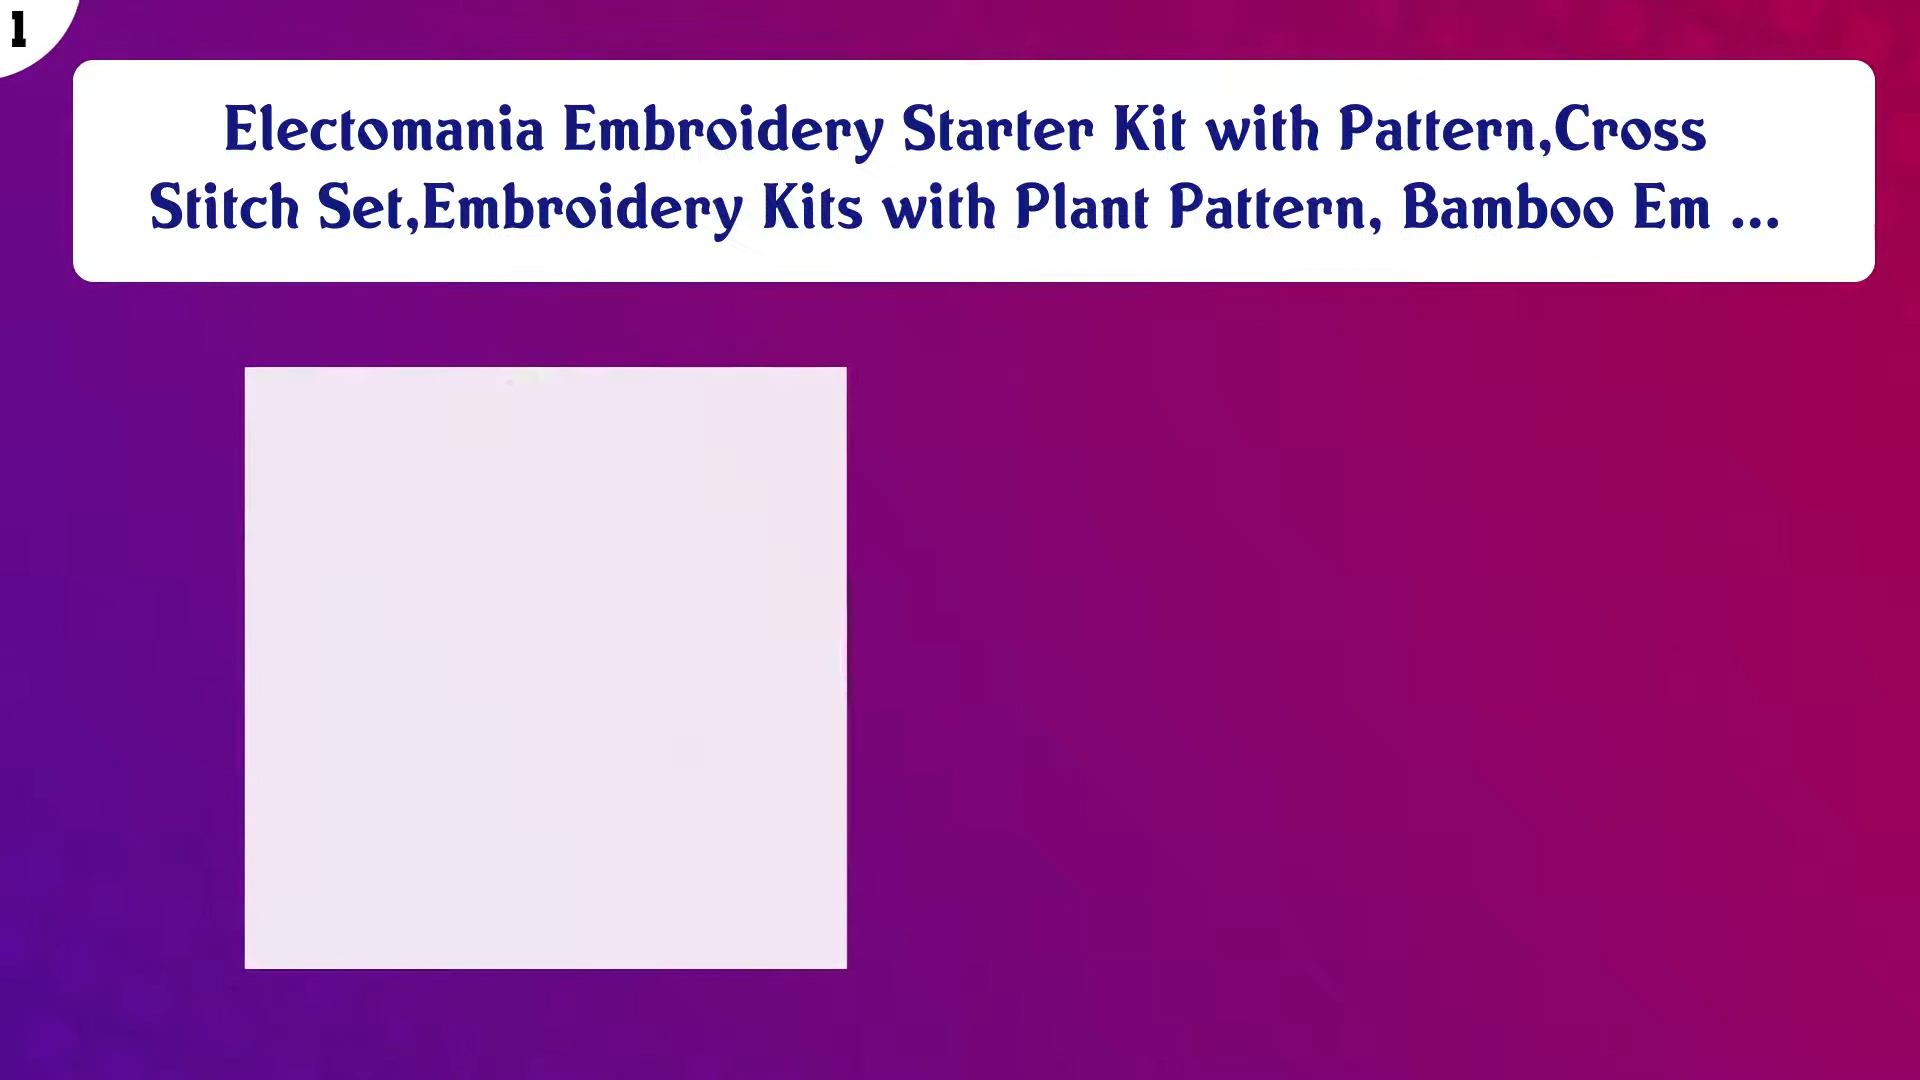 1
Electomania Embroidery Starter Kit with Pattern,Cross
Stitch Set,Embroidery Kits with Plant Pattern, Bamboo Em ...